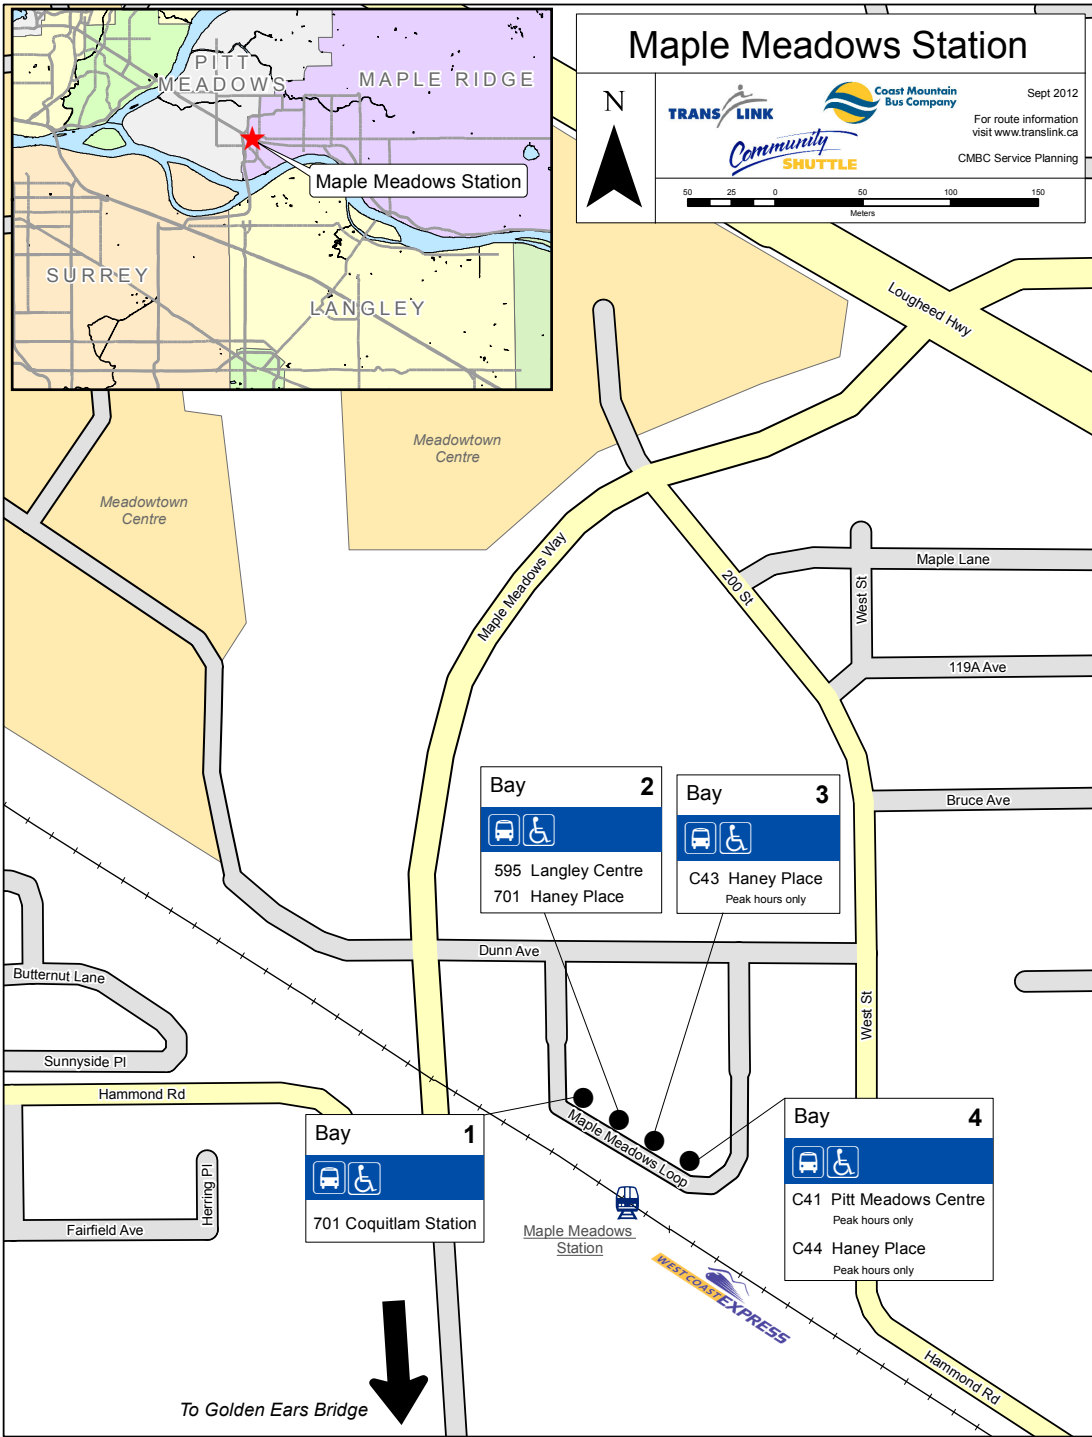 Maple Meadows Station
N
TRANS LINK
Coast Mountain
Bus Company
Community
SHUTTLE
Sept 2012
For route information
visit www.translink.ca
CMBC Service Planning
50 25 0 50 100 150
Meters
PITT
MEADOWS
MAPLE RIDGE
Maple Meadows Station
SURREY
LANGLEY
Lougheed Hwy
Meadowtown
Centre
Meadowtown
Centre
Maple Meadows Way
200 St
Maple Lane
West St
119A Ave
Bruce Ave
Bay 2
595 Langley Centre
701 Haney Place
Bay 3
C43 Haney Place
Peak hours only
Dunn Ave
West St
Butternut Lane
Sunnyside Pl
Hammond Rd
Herring Pl
Fairfield Ave
Bay 1
701 Coquitlam Station
Maple Meadows Loop
Bay 4
C41 Pitt Meadows Centre
Peak hours only
C44 Haney Place
Peak hours only
Maple Meadows
Station
WEST COAST EXPRESS
Hammond Rd
To Golden Ears Bridge